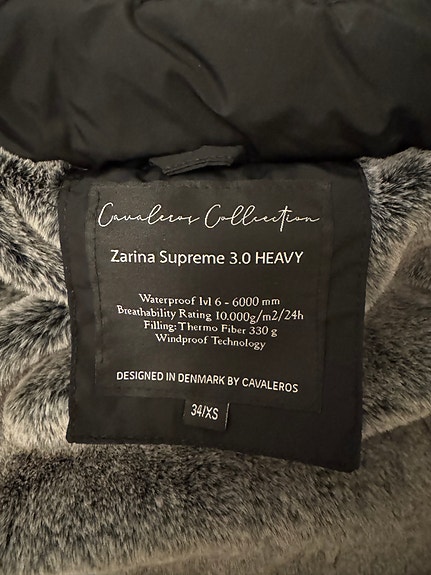 Cavaleros Collection
Zarina Supreme 3.0 HEAVY
Waterproof lvl 6 - 6000 mm
Breathability Rating 10.000g/m2/24h
Filling: Thermo Fiber 330 g
Windproof Technology
DESIGNED IN DENMARK BY CAVALEROS
34/XS